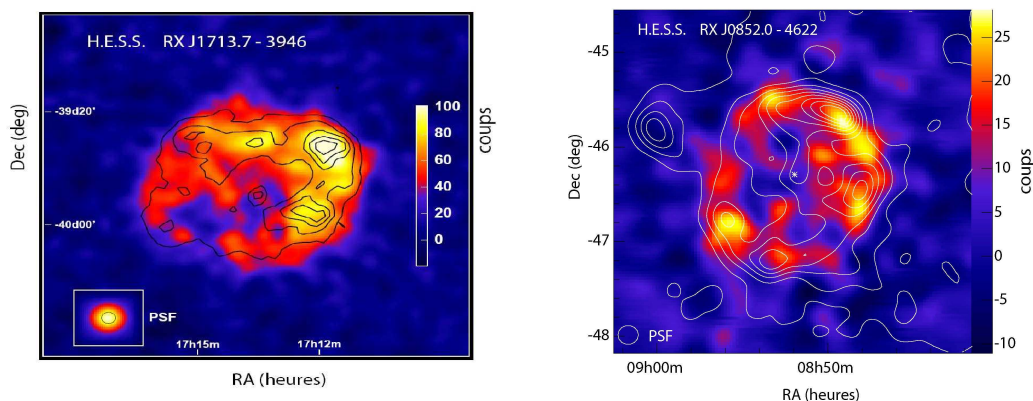 H.E.S.S. RX J1713.7 - 3946
Dec (deg)
-39d20'
-40d00'
100
80
60
40
20
0
coups
PSF
17h15m
17h12m
RA (heures)
H.E.S.S. RX J0852.0 - 4622
Dec (deg)
-45
-46
-47
-48
25
20
15
10
5
0
-5
-10
coups
PSF
09h00m
08h50m
RA (heures)